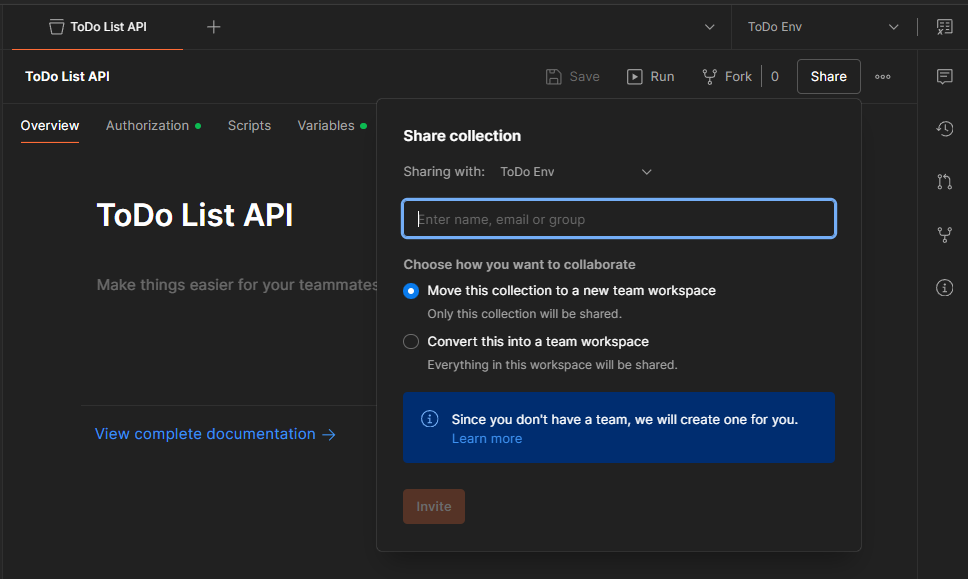 ToDo List API
ToDo Env
ToDo List API
Save Run Fork 0 Share
Overview Authorization Scripts Variables
ToDo List API
Make things easier for your teammates
View complete documentation →
Share collection
Sharing with: ToDo Env
Enter name, email or group
Choose how you want to collaborate
Move this collection to a new team workspace
Only this collection will be shared.
Convert this into a team workspace
Everything in this workspace will be shared.
Since you don't have a team, we will create one for you.
Learn more
Invite